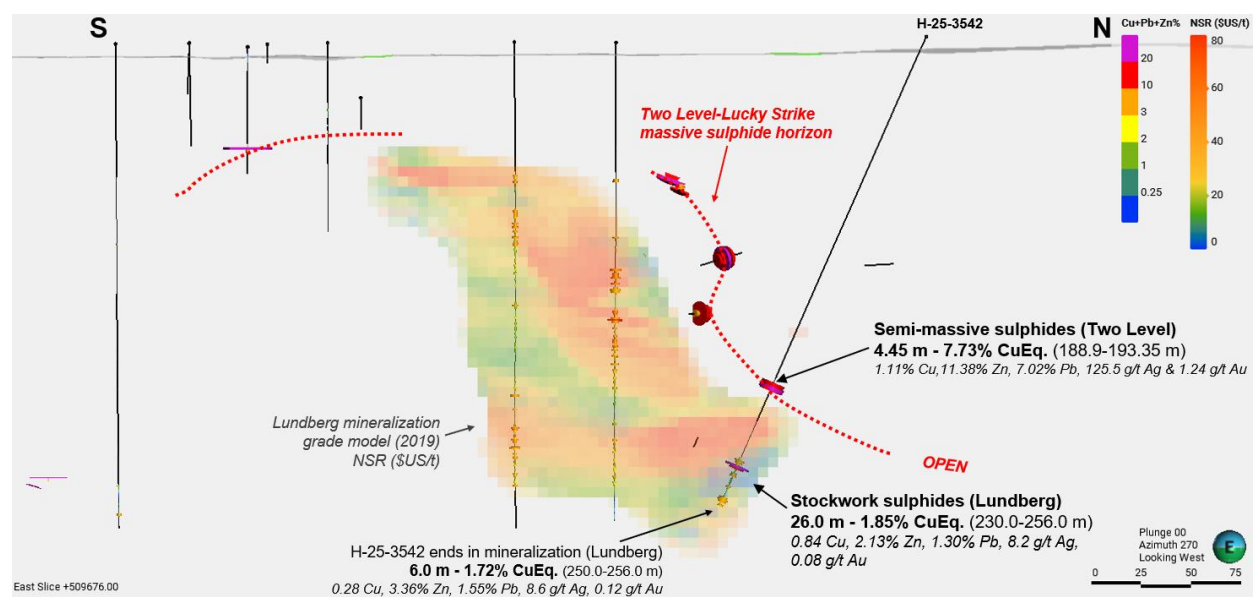 S
H-25-3542
N
Cu+Pb+Zn%
NSR ($US/t)
20
10
3
2
1
0.25
80
60
40
20
0
Two Level-Lucky Strike
massive sulphide horizon
Semi-massive sulphides (Two Level)
4.45 m - 7.73% CuEq. (188.9-193.35 m)
1.11% Cu,11.38% Zn, 7.02% Pb, 125.5 g/t Ag & 1.24 g/t Au
Lundberg mineralization
grade model (2019)
NSR ($US/t)
OPEN
Stockwork sulphides (Lundberg)
26.0 m - 1.85% CuEq. (230.0-256.0 m)
0.84 Cu, 2.13% Zn, 1.30% Pb, 8.2 g/t Ag,
0.08 g/t Au
H-25-3542 ends in mineralization (Lundberg)
6.0 m - 1.72% CuEq. (250.0-256.0 m)
0.28 Cu, 3.36% Zn, 1.55% Pb, 8.6 g/t Ag, 0.12 g/t Au
Plunge 00
Azimuth 270
Looking West
E
0 25 50 75
East Slice +509676.00